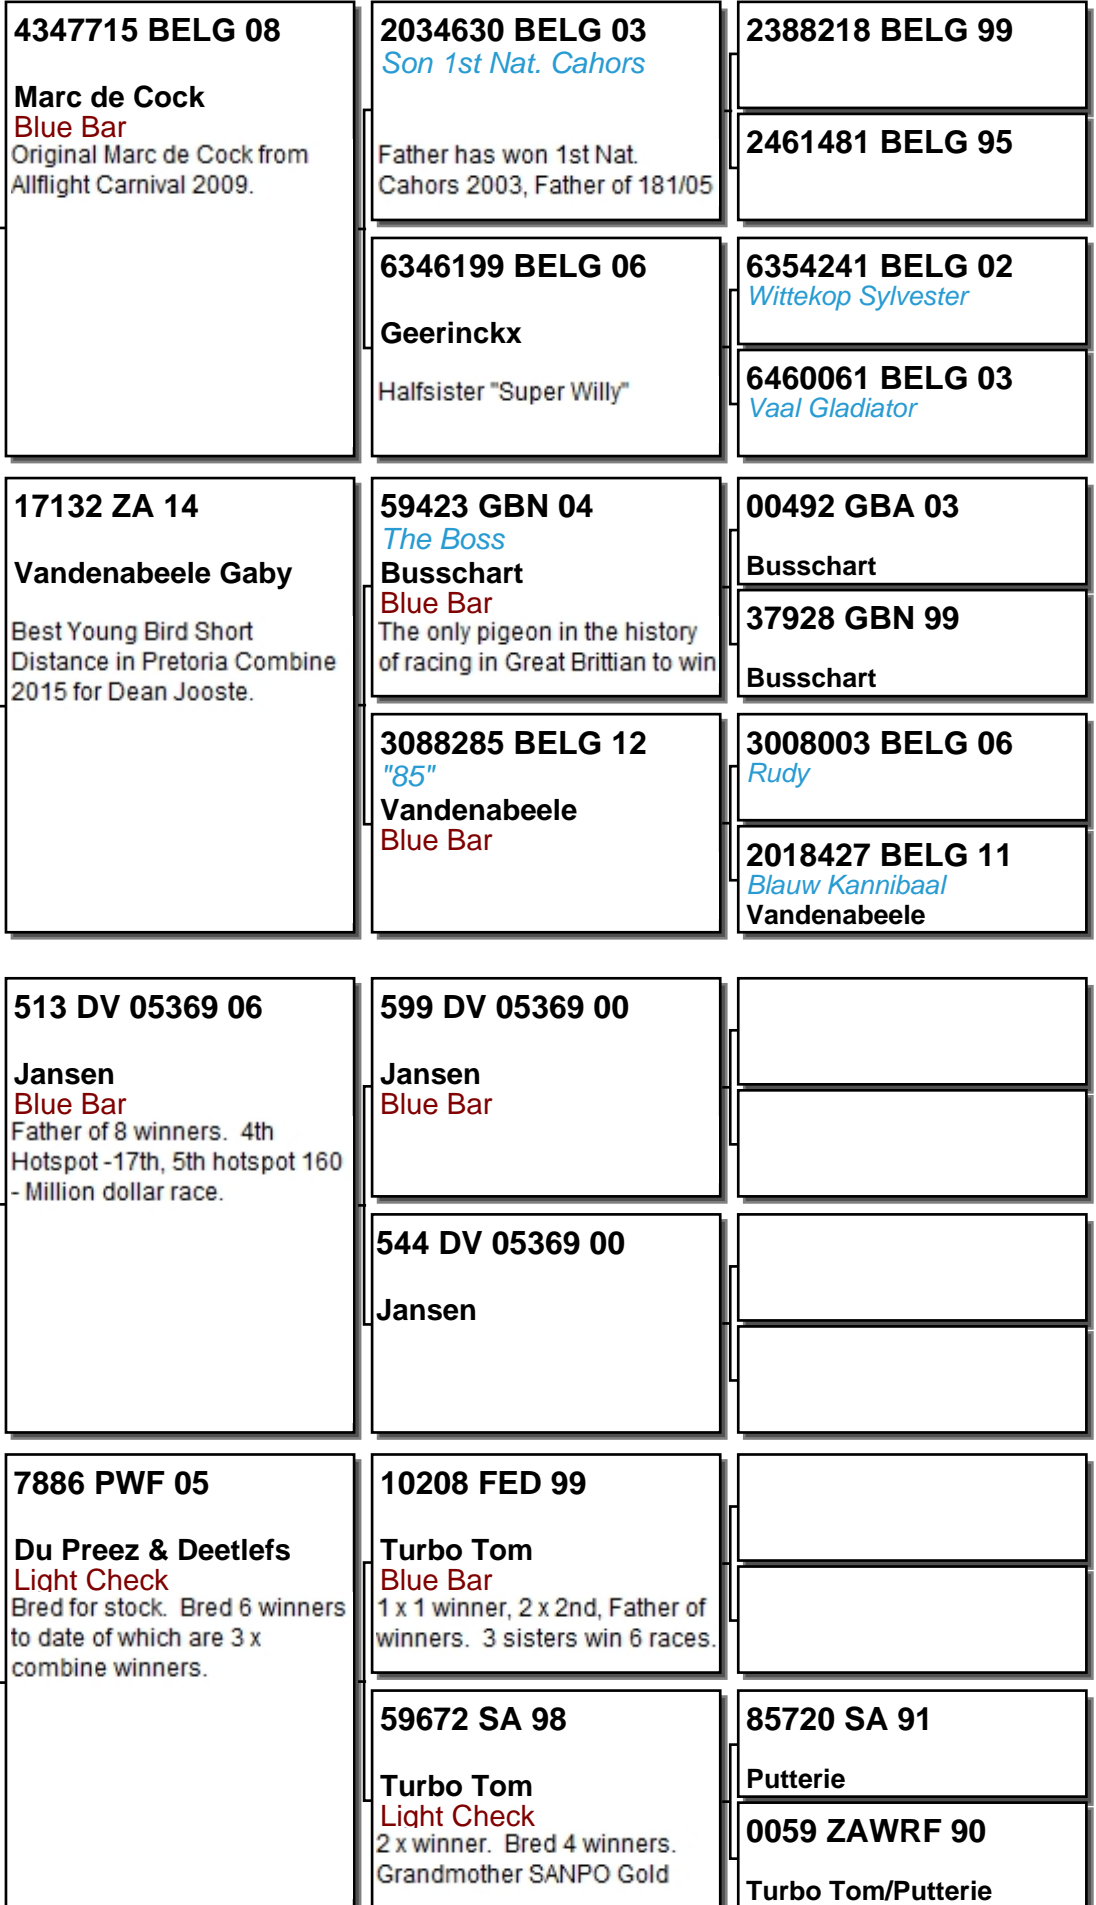 4347715 BELG 08
Marc de Cock
Blue Bar
Original Marc de Cock from
Allflight Carnival 2009.
2034630 BELG 03
Son 1st Nat. Cahors
Father has won 1st Nat.
Cahors 2003, Father of 181/05
2388218 BELG 99
2461481 BELG 95
6346199 BELG 06
Geerinckx
Halfsister "Super Willy"
6354241 BELG 02
Wittekop Sylvester
6460061 BELG 03
Vaal Gladiator
17132 ZA 14
Vandenabeele Gaby
Best Young Bird Short
Distance in Pretoria Combine
2015 for Dean Jooste.
59423 GBN 04
The Boss
Busschart
Blue Bar
The only pigeon in the history
of racing in Great Brittian to win
00492 GBA 03
Busschart
37928 GBN 99
Busschart
3088285 BELG 12
"85"
Vandenabeele
Blue Bar
3008003 BELG 06
Rudy
2018427 BELG 11
Blauw Kannibaal
Vandenabeele
513 DV 05369 06
Jansen
Blue Bar
Father of 8 winners.  4th
Hotspot -17th, 5th hotspot 160
- Million dollar race.
599 DV 05369 00
Jansen
Blue Bar
544 DV 05369 00
Jansen
7886 PWF 05
Du Preez & Deetlefs
Light Check
Bred for stock.  Bred 6 winners
to date of which are 3 x
combine winners.
10208 FED 99
Turbo Tom
Blue Bar
1 x 1 winner, 2 x 2nd, Father of
winners.  3 sisters win 6 races.
59672 SA 98
Turbo Tom
Light Check
2 x winner.  Bred 4 winners.
Grandmother SANPO Gold
85720 SA 91
Putterie
0059 ZAWRF 90
Turbo Tom/Putterie